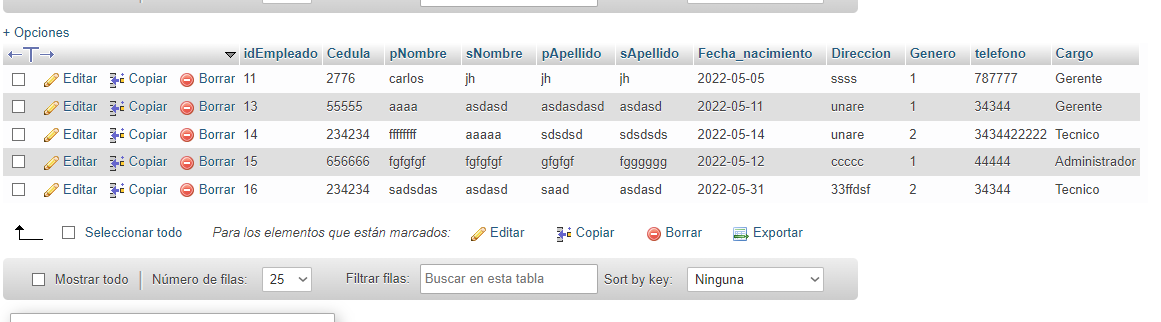 + Opciones
idEmpleado Cedula pNombre sNombre pApellido sApellido Fecha_nacimiento Direccion Genero telefono Cargo
Editar Copiar Borrar 11 2776 carlos jh jh jh 2022-05-05 ssss 1 787777 Gerente
Editar Copiar Borrar 13 55555 aaaa asdasd asdasdasd asdasd 2022-05-11 unare 1 34344 Gerente
Editar Copiar Borrar 14 234234 ffffffff aaaaa sdsdsd sdsdsds 2022-05-14 unare 2 3434422222 Tecnico
Editar Copiar Borrar 15 656666 fgfgfgf fgfgfgf gfgfgf fgggggg 2022-05-12 ccccc 1 44444 Administrador
Editar Copiar Borrar 16 234234 sadsdas asdasd saad asdasd 2022-05-31 33ffdsf 2 34344 Tecnico
Seleccionar todo Para los elementos que están marcados: Editar Copiar Borrar Exportar
Mostrar todo Número de filas: 25 Filtrar filas: Buscar en esta tabla Sort by key: Ninguna